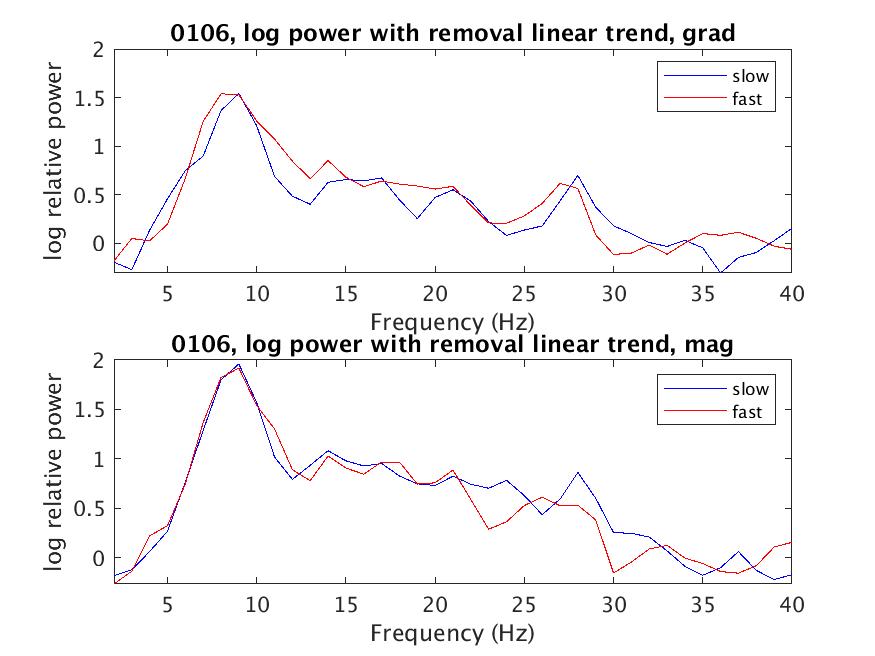 0106, log power with removal linear trend, grad
2
1.5
1
0.5
0
log relative power
slow
fast
5 10 15 20 25 30 35 40
Frequency (Hz)
0106, log power with removal linear trend, mag
2
1.5
1
0.5
0
log relative power
slow
fast
5 10 15 20 25 30 35 40
Frequency (Hz)